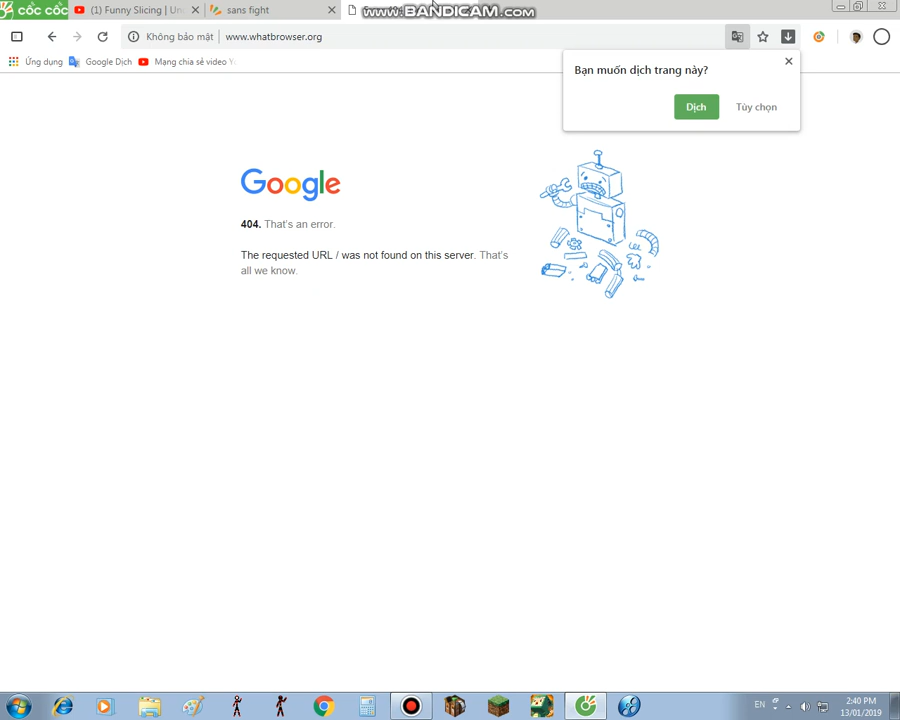 cốc cốc
(1) Funny Slicing | Un
sans fight
www.BANDICAM.com
Không bảo mật
www.whatbrowser.org
Ứng dụng
Google Dịch
Mạng chia sẻ video Yo
Bạn muốn dịch trang này?
Dịch
Tùy chọn
Google
404. That's an error.
The requested URL / was not found on this server. That's
all we know.
EN
2:40 PM
13/01/2019